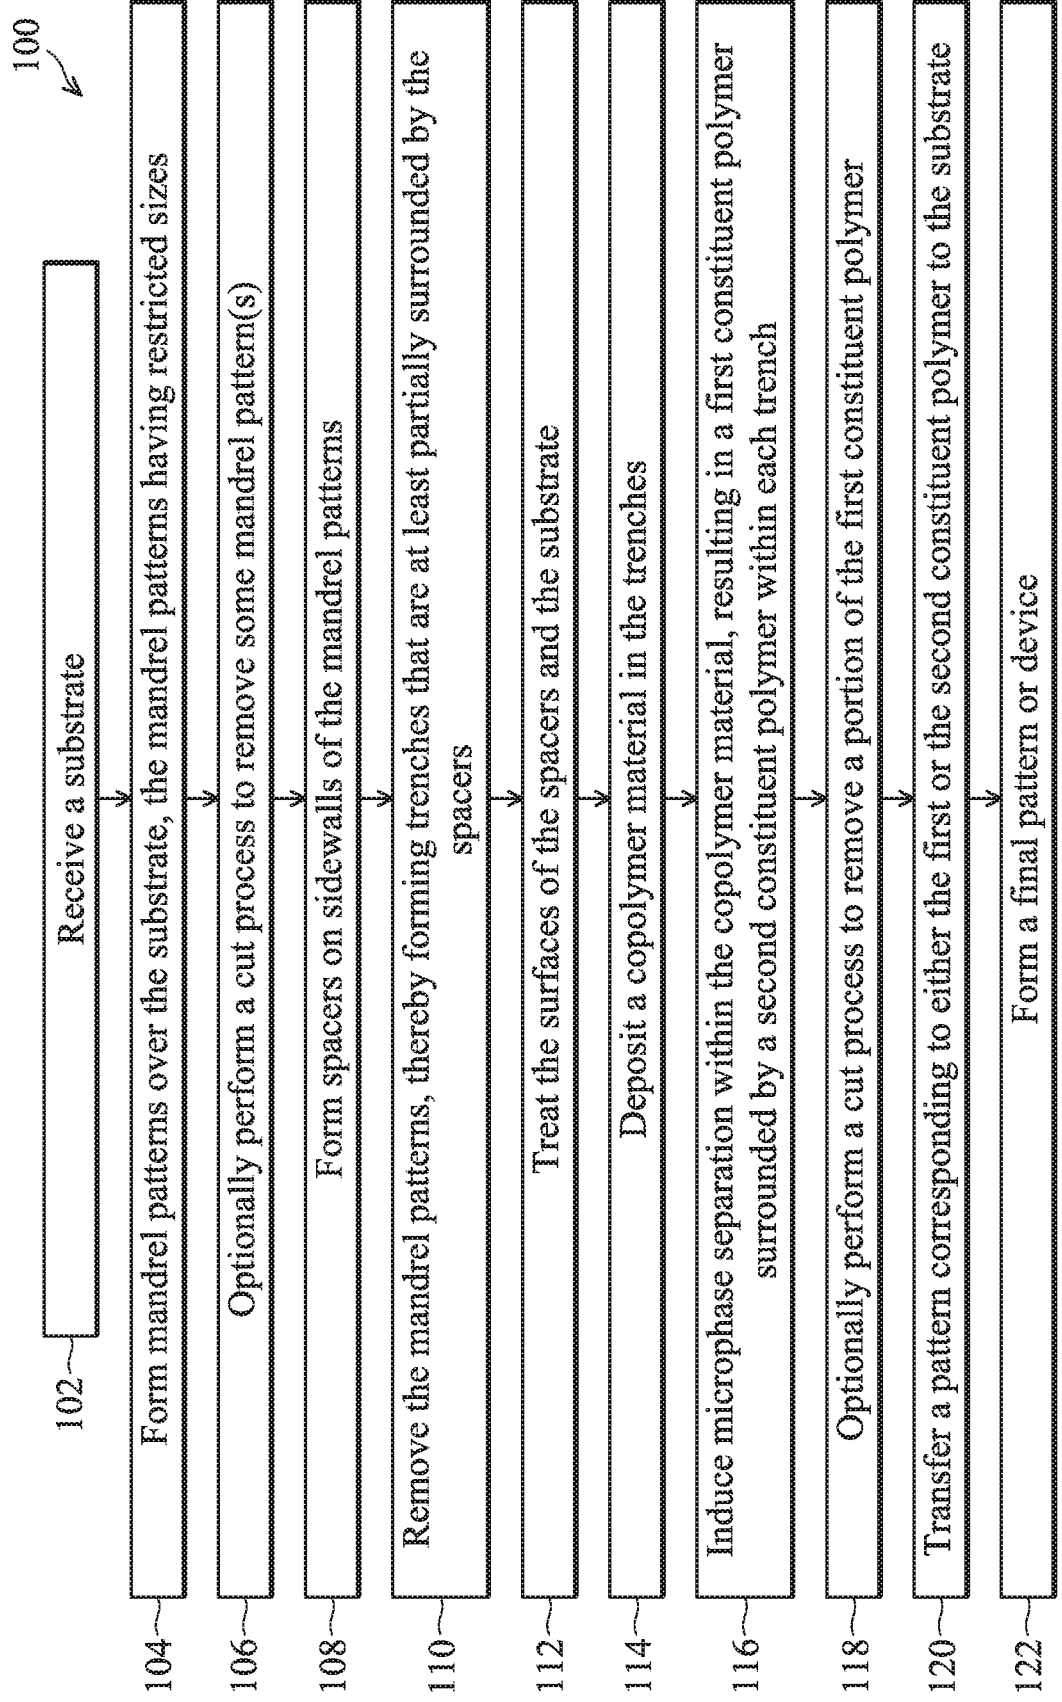 100
102
Receive a substrate
104
Form mandrel patterns over the substrate, the mandrel patterns having restricted sizes
106
Optionally perform a cut process to remove some mandrel pattern(s)
108
Form spacers on sidewalls of the mandrel patterns
110
Remove the mandrel patterns, thereby forming trenches that are at least partially surrounded by the
spacers
112
Treat the surfaces of the spacers and the substrate
114
Deposit a copolymer material in the trenches
116
Induce microphase separation within the copolymer material, resulting in a first constituent polymer
surrounded by a second constituent polymer within each trench
118
Optionally perform a cut process to remove a portion of the first constituent polymer
120
Transfer a pattern corresponding to either the first or the second constituent polymer to the substrate
122
Form a final pattern or device